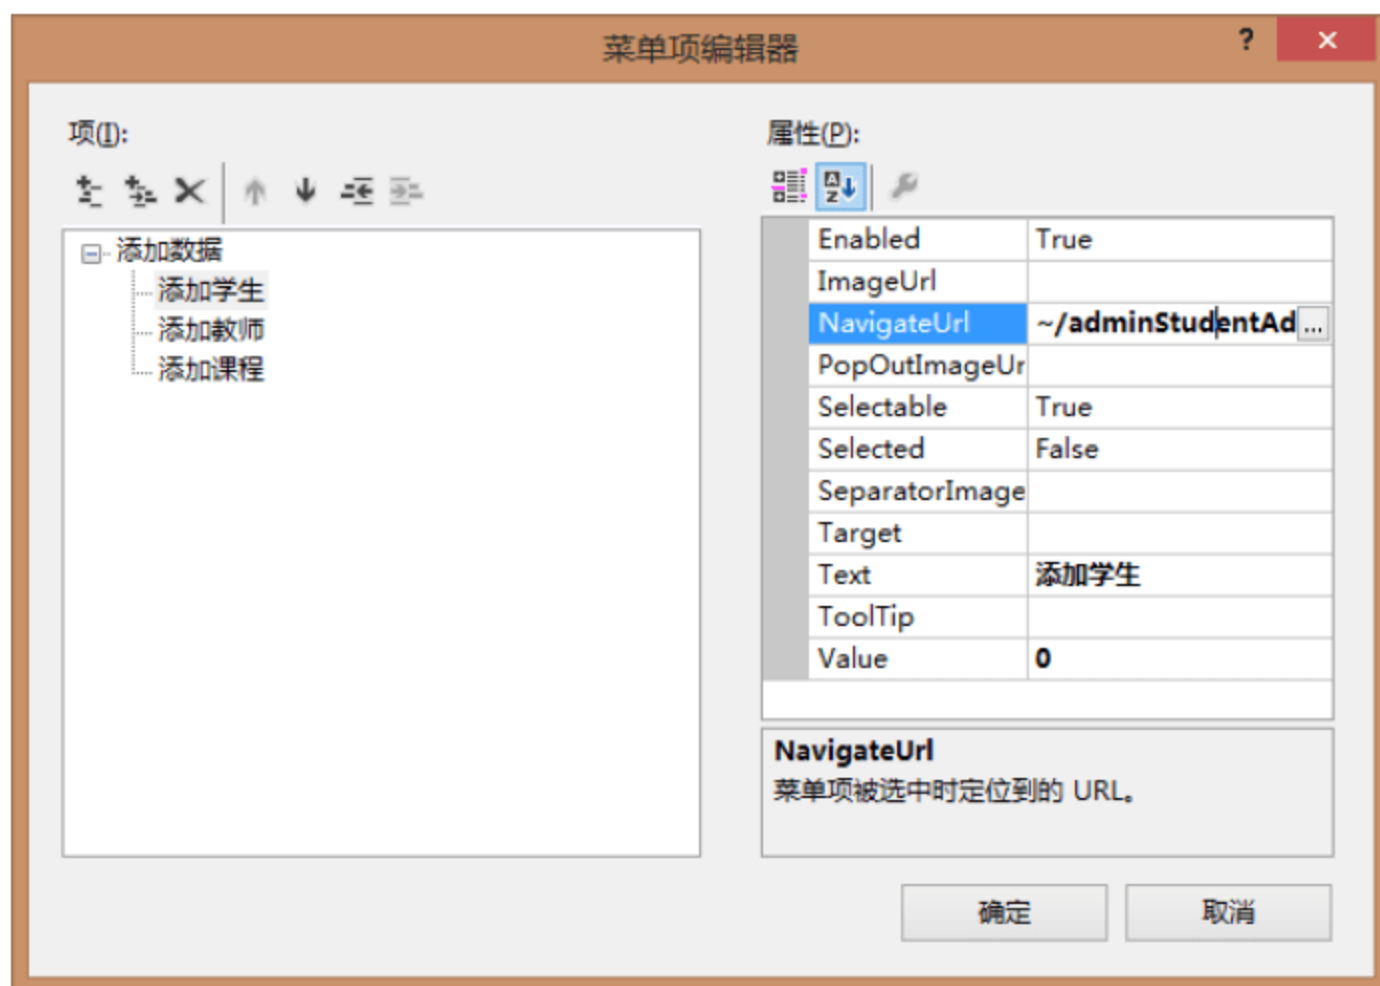 菜单项编辑器
?
项(I):
添加数据
添加学生
添加教师
添加课程
属性(P):
Enabled True
ImageUrl
NavigateUrl ~/adminStudentAd ...
PopOutImageUr
Selectable True
Selected False
SeparatorImage
Target
Text 添加学生
ToolTip
Value 0
NavigateUrl
菜单项被选中时定位到的 URL。
确定 取消